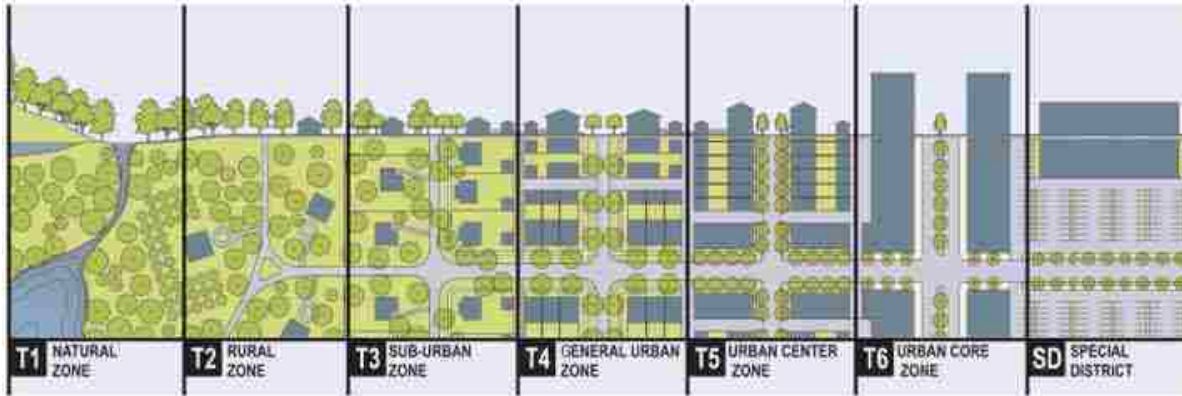 T1 NATURAL
ZONE
T2 RURAL
ZONE
T3 SUB-URBAN
ZONE
T4 GENERAL URBAN
ZONE
T5 URBAN CENTER
ZONE
T6 URBAN CORE
ZONE
SD SPECIAL
DISTRICT